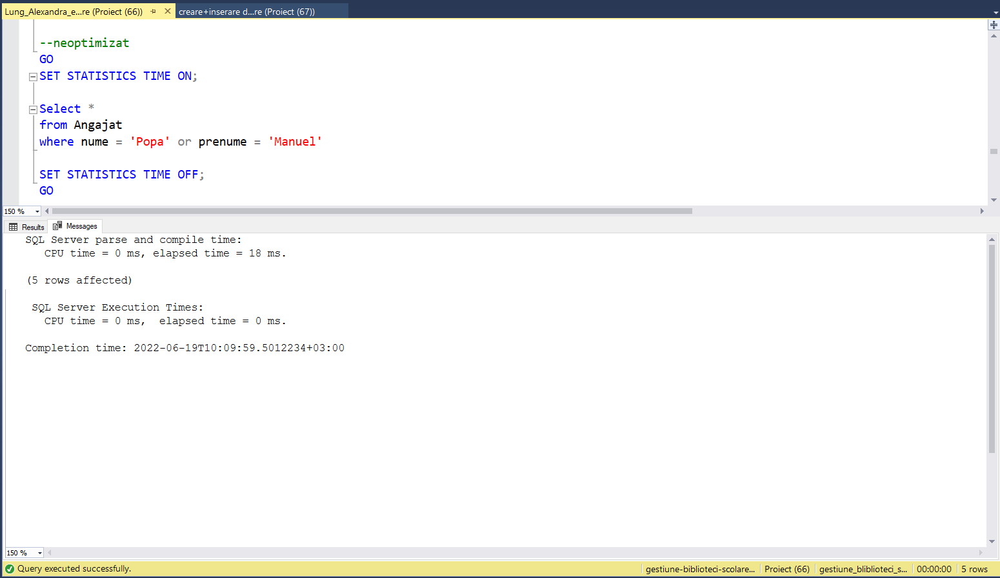 Lung_Alexandra_e...re (Proiect (66)) creare+inserare d...re (Proiect (67))
--neoptimizat
GO
SET STATISTICS TIME ON;
Select *
from Angajat
where nume = 'Popa' or prenume = 'Manuel'
SET STATISTICS TIME OFF;
GO
150 %
Results Messages
SQL Server parse and compile time:
CPU time = 0 ms, elapsed time = 18 ms.
(5 rows affected)
SQL Server Execution Times:
CPU time = 0 ms,  elapsed time = 0 ms.
Completion time: 2022-06-19T10:09:59.5012234+03:00
150 %
Query executed successfully. gestiune-biblioteci-scolare... Proiect (66) gestiune_bliblioteci_s... 00:00:00 5 rows